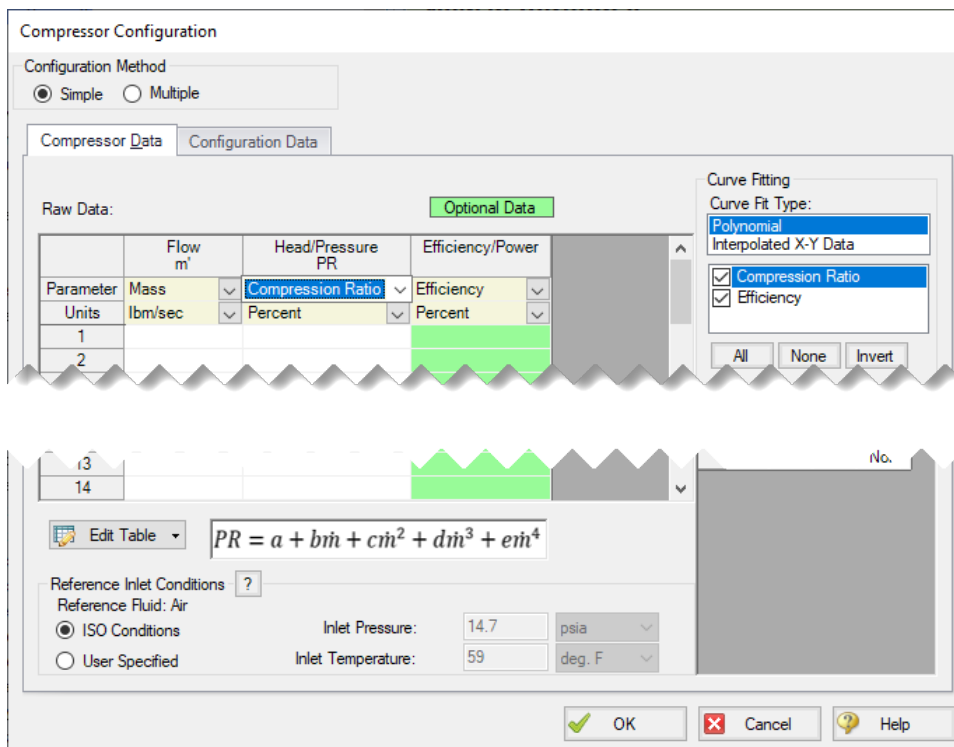 Compressor Configuration
Configuration Method
Simple Multiple
Compressor Data Configuration Data
Raw Data: Optional Data
Flow Head/Pressure Efficiency/Power
m' PR
Parameter Mass Compression Ratio Efficiency
Units lbm/sec Percent Percent
1
2
Curve Fitting
Curve Fit Type:
Polynomial
Interpolated X-Y Data
Compression Ratio
Efficiency
All None Invert
13
14
No.
Edit Table PR = a + bṁ + cṁ² + dṁ³ + eṁ⁴
Reference Inlet Conditions ?
Reference Fluid: Air
ISO Conditions Inlet Pressure: 14.7 psia
User Specified Inlet Temperature: 59 deg. F
OK Cancel Help